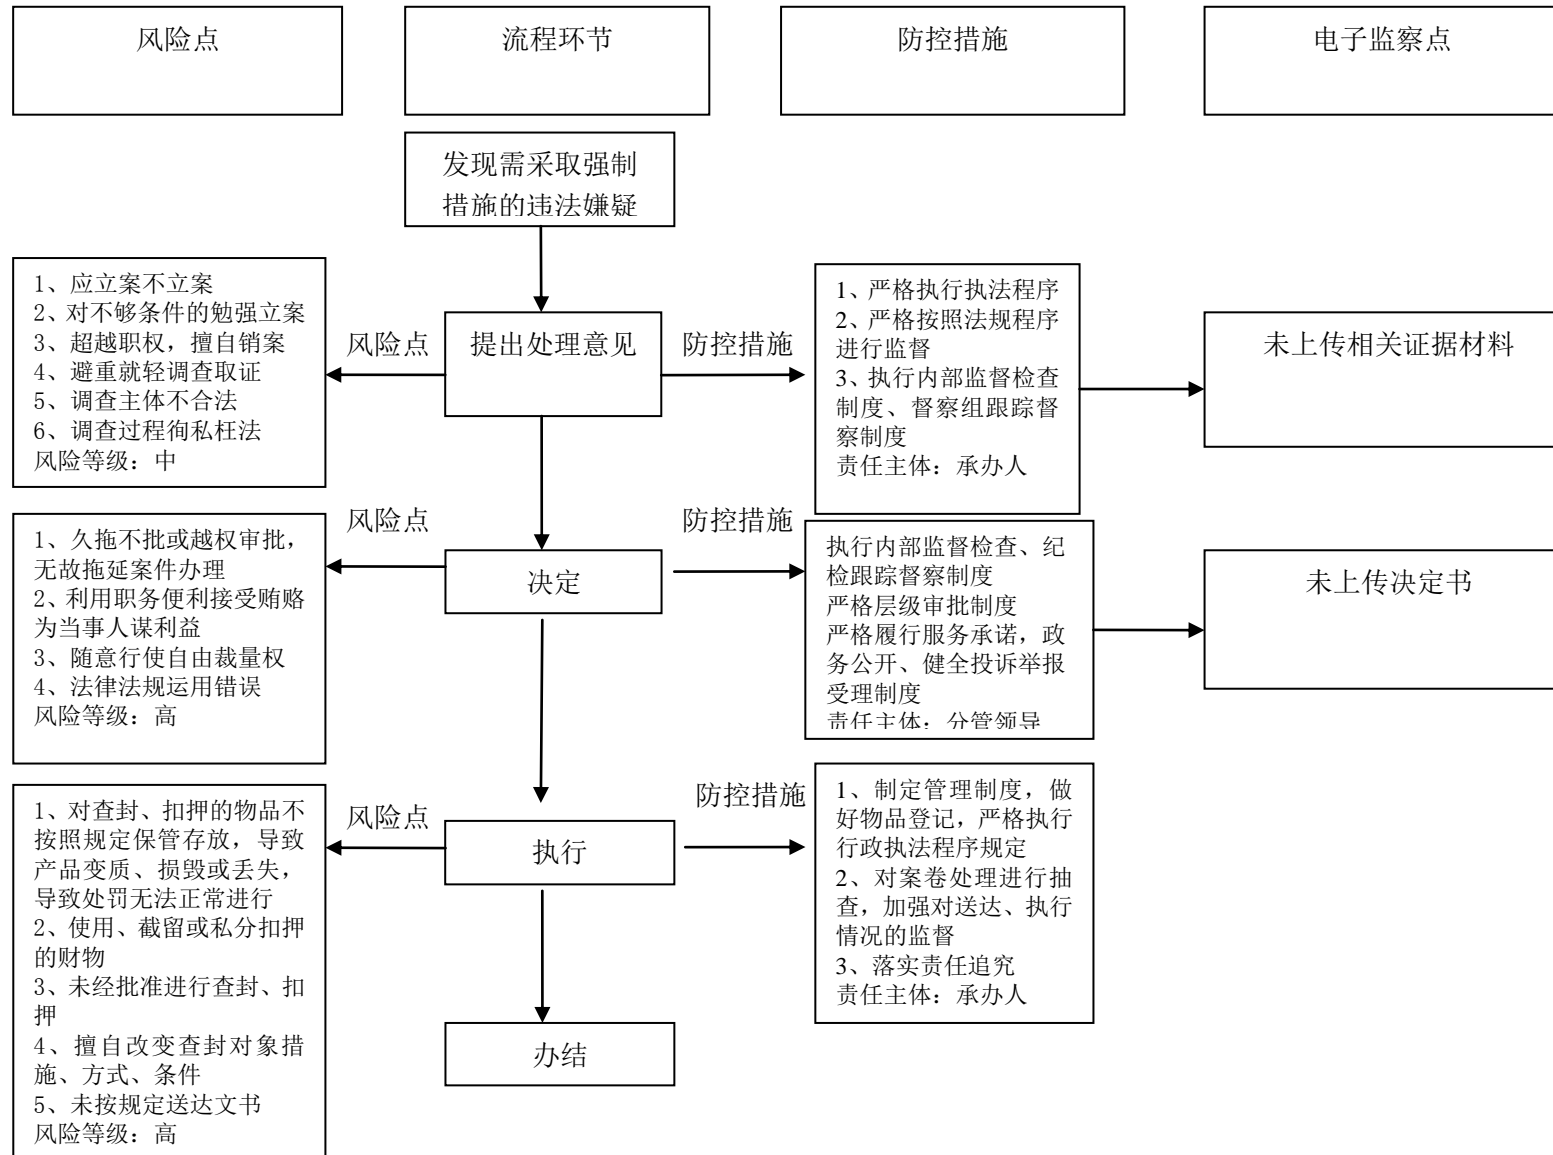 风险点
流程环节
防控措施
电子监察点
发现需采取强制
措施的违法嫌疑
1、应立案不立案
2、对不够条件的勉强立案
3、超越职权，擅自销案
4、避重就轻调查取证
5、调查主体不合法
6、调查过程徇私枉法
风险等级：中
风险点
提出处理意见
防控措施
1、严格执行执法程序
2、严格按照法规程序
进行监督
3、执行内部监督检查
制度、督察组跟踪督
察制度
责任主体：承办人
未上传相关证据材料
1、久拖不批或越权审批，
无故拖延案件办理
2、利用职务便利接受贿赂
为当事人谋利益
3、随意行使自由裁量权
4、法律法规运用错误
风险等级：高
风险点
决定
防控措施
执行内部监督检查、纪
检跟踪督察制度
严格层级审批制度
严格履行服务承诺，政
务公开、健全投诉举报
受理制度
责任主体：分管领导
未上传决定书
1、对查封、扣押的物品不
按照规定保管存放，导致
产品变质、损毁或丢失，
导致处罚无法正常进行
2、使用、截留或私分扣押
的财物
3、未经批准进行查封、扣
押
4、擅自改变查封对象措
施、方式、条件
5、未按规定送达文书
风险等级：高
风险点
执行
防控措施
1、制定管理制度，做
好物品登记，严格执行
行政执法程序规定
2、对案卷处理进行抽
查，加强对送达、执行
情况的监督
3、落实责任追究
责任主体：承办人
办结